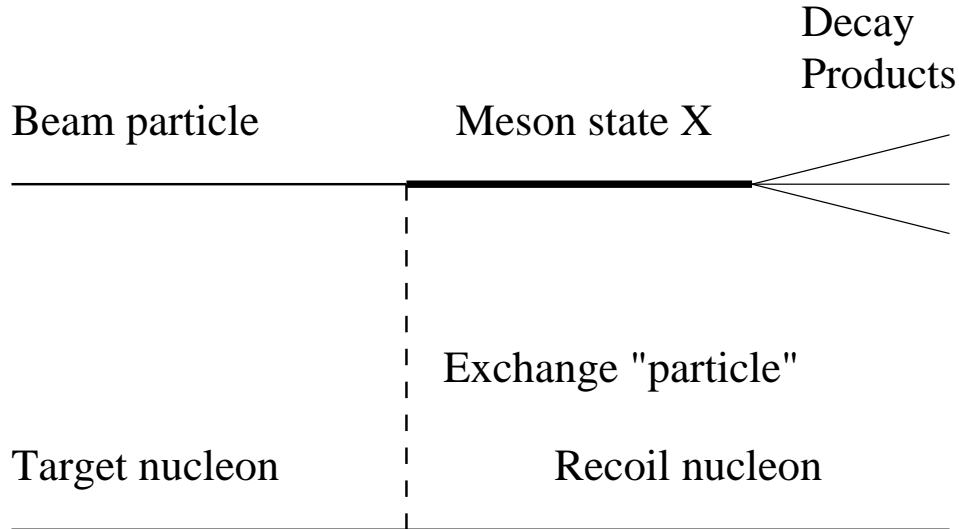 Decay
Products
Beam particle
Meson state X
Exchange "particle"
Target nucleon
Recoil nucleon